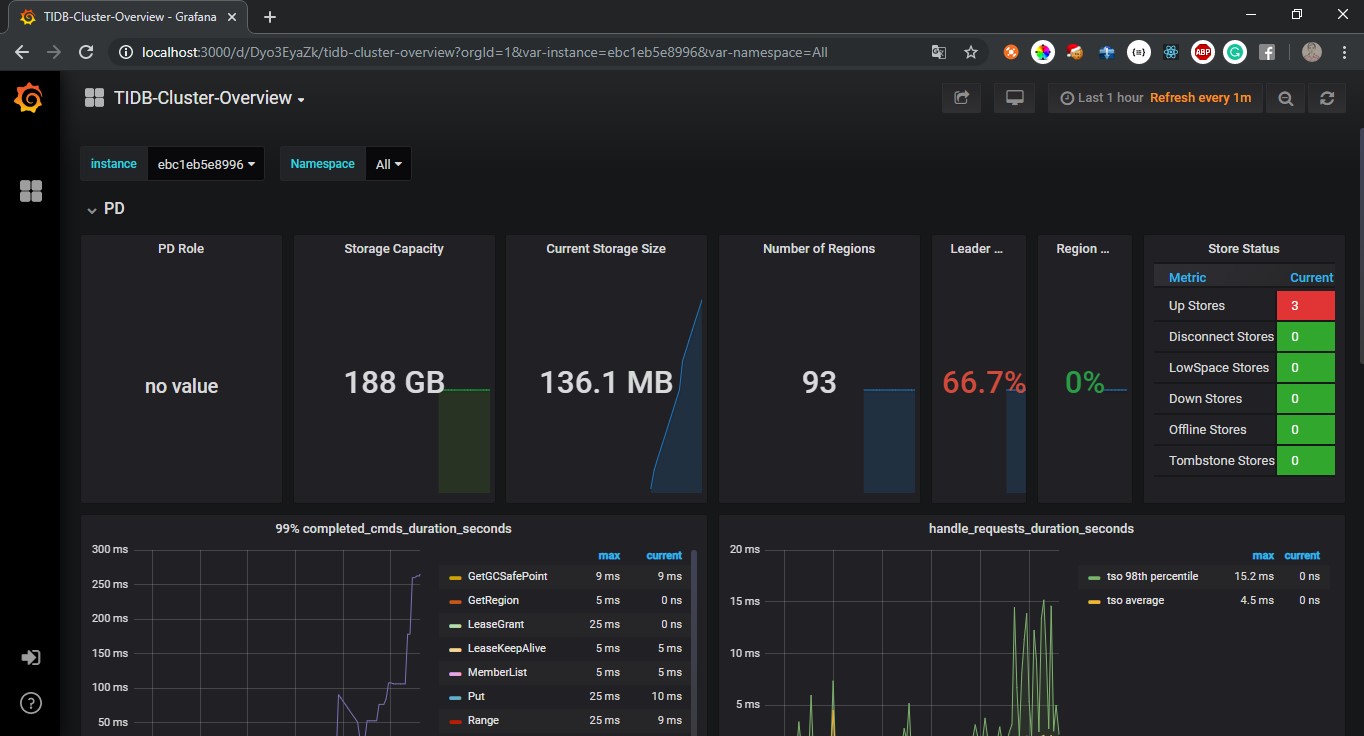 TIDB-Cluster-Overview - Grafana
localhost:3000/d/Dyo3EyaZk/tidb-cluster-overview?orgId=1&var-instance=ebc1eb5e8996&var-namespace=All
ABP
TIDB-Cluster-Overview
Last 1 hour Refresh every 1m
instance ebc1eb5e8996 Namespace All
PD
PD Role
no value
Storage Capacity
188 GB
Current Storage Size
136.1 MB
Number of Regions
93
Leader ...
66.7%
Region ...
0%
Store Status
Metric Current
Up Stores 3
Disconnect Stores 0
LowSpace Stores 0
Down Stores 0
Offline Stores 0
Tombstone Stores 0
99% completed_cmds_duration_seconds
300 ms
250 ms
200 ms
150 ms
100 ms
50 ms
max current
GetGCSafePoint 9 ms 9 ms
GetRegion 5 ms 0 ns
LeaseGrant 25 ms 0 ns
LeaseKeepAlive 5 ms 5 ms
MemberList 5 ms 5 ms
Put 25 ms 10 ms
Range 25 ms 9 ms
handle_requests_duration_seconds
20 ms
15 ms
10 ms
5 ms
max current
tso 98th percentile 15.2 ms 0 ns
tso average 4.5 ms 0 ns